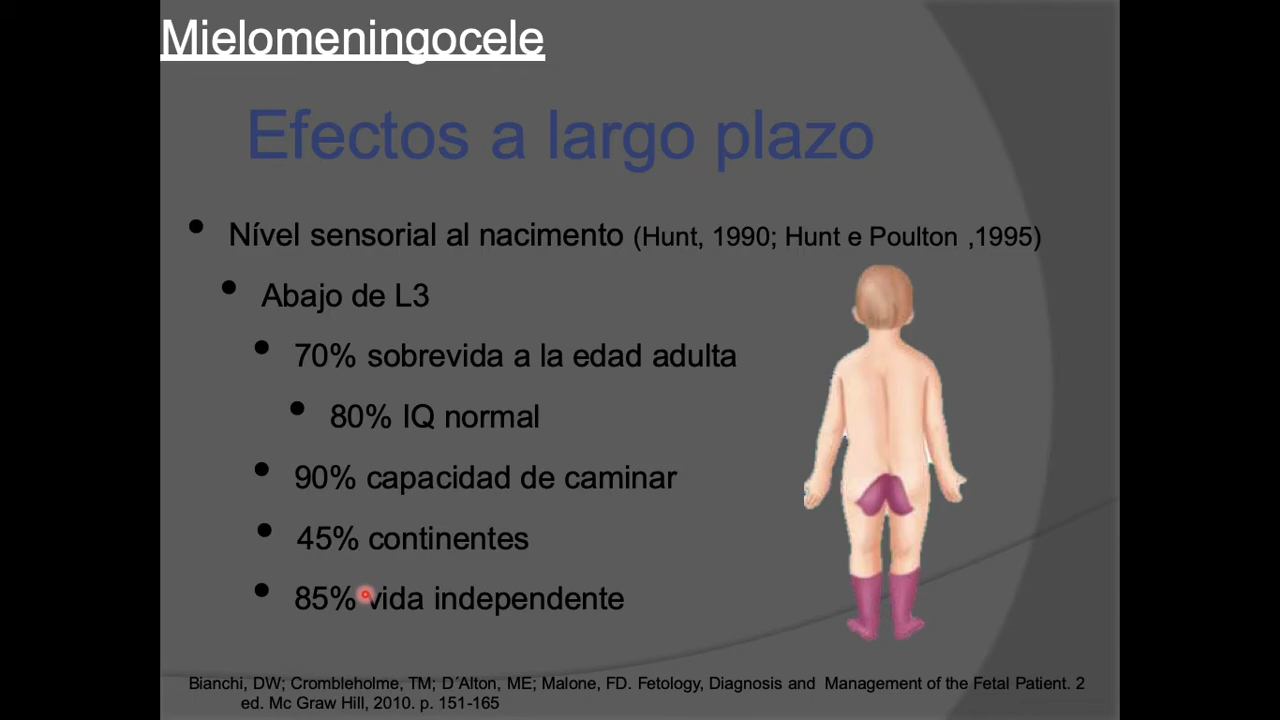 Mielomeningocele
Efectos a largo plazo
• Nível sensorial al nacimento (Hunt, 1990; Hunt e Poulton ,1995)
• Abajo de L3
• 70% sobrevida a la edad adulta
• 80% IQ normal
• 90% capacidad de caminar
• 45% continentes
• 85% vida independente
Bianchi, DW; Crombleholme, TM; D´Alton, ME; Malone, FD. Fetology, Diagnosis and Management of the Fetal Patient. 2
ed. Mc Graw Hill, 2010. p. 151-165